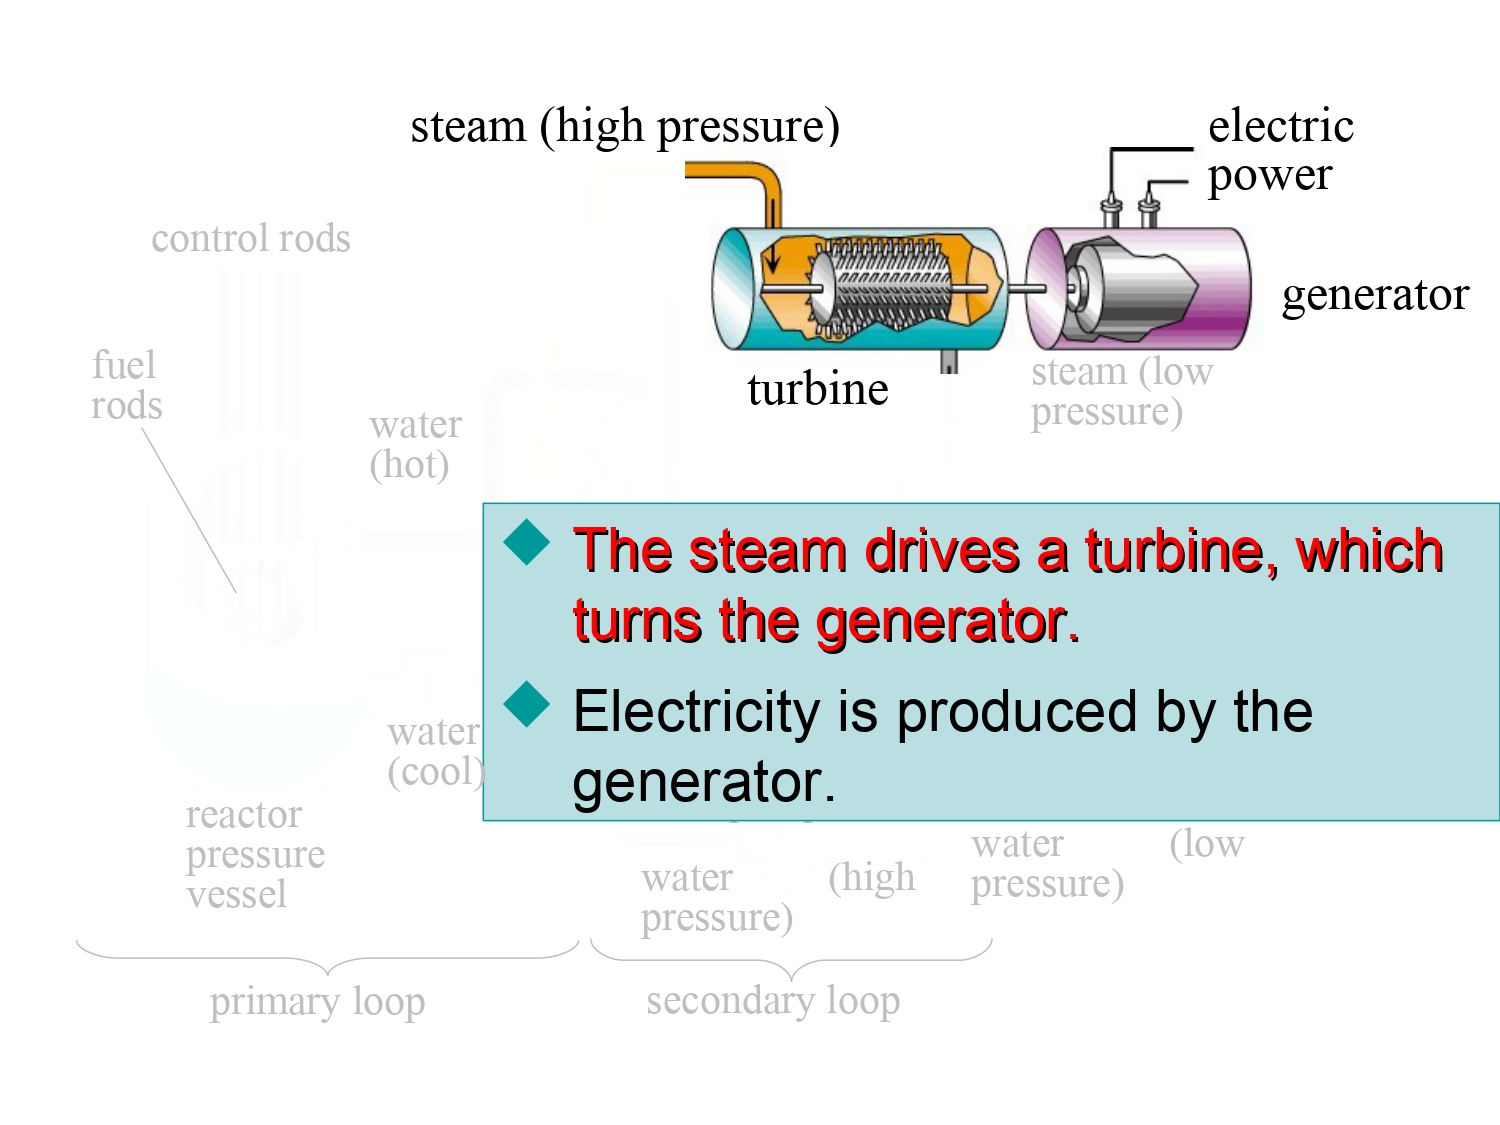 steam (high pressure)
electric
power
control rods
generator
fuel
rods
steam (low
pressure)
turbine
water
(hot)
The steam drives a turbine, which
turns the generator.
Electricity is produced by the
generator.
water
(cool)
reactor
pressure
vessel
water (low
pressure)
water (high
pressure)
primary loop
secondary loop